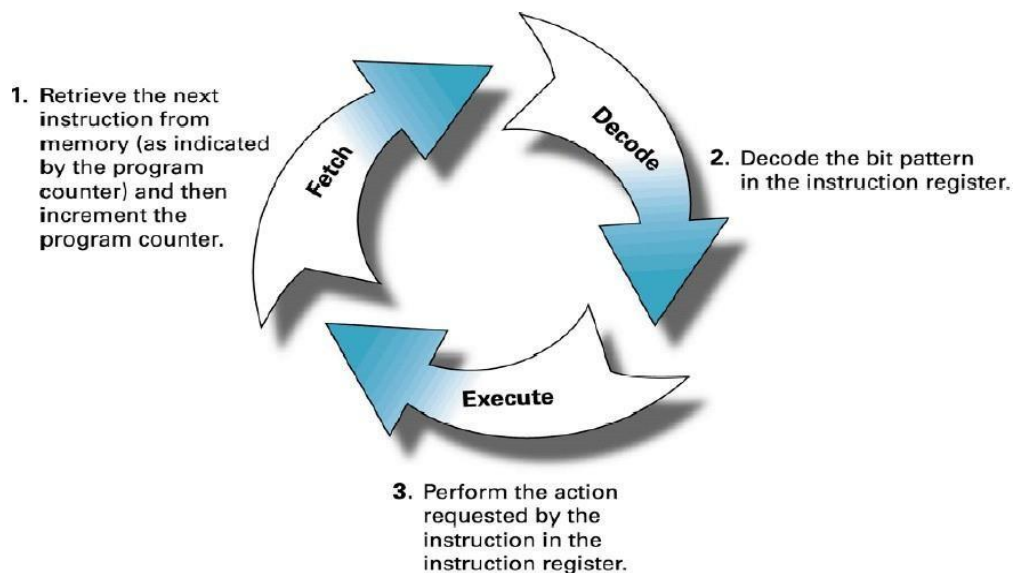 1. Retrieve the next
instruction from
memory (as indicated
by the program
counter) and then
increment the
program counter.
Fetch
Decode
2. Decode the bit pattern
in the instruction register.
Execute
3. Perform the action
requested by the
instruction in the
instruction register.